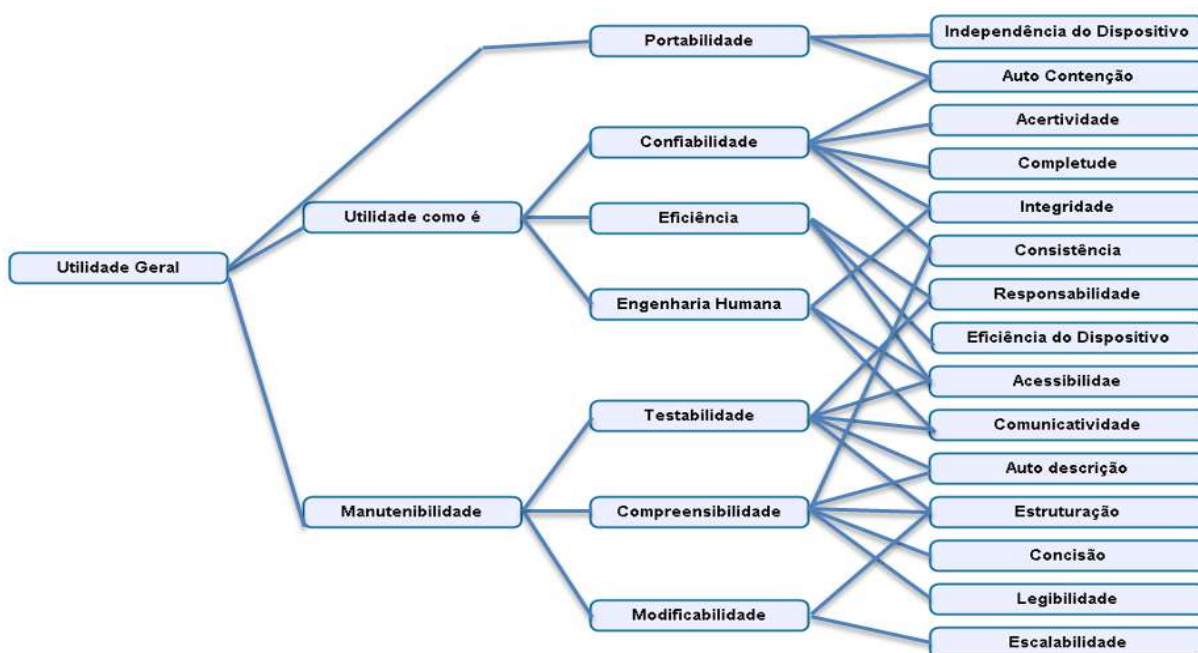 Utilidade Geral
Utilidade como é
Manutenibilidade
Portabilidade
Confiabilidade
Eficiência
Engenharia Humana
Testabilidade
Compreensibilidade
Modificabilidade
Independência do Dispositivo
Auto Contenção
Acertividade
Completude
Integridade
Consistência
Responsabilidade
Eficiência do Dispositivo
Acessibilidae
Comunicatividade
Auto descrição
Estruturação
Concisão
Legibilidade
Escalabilidade